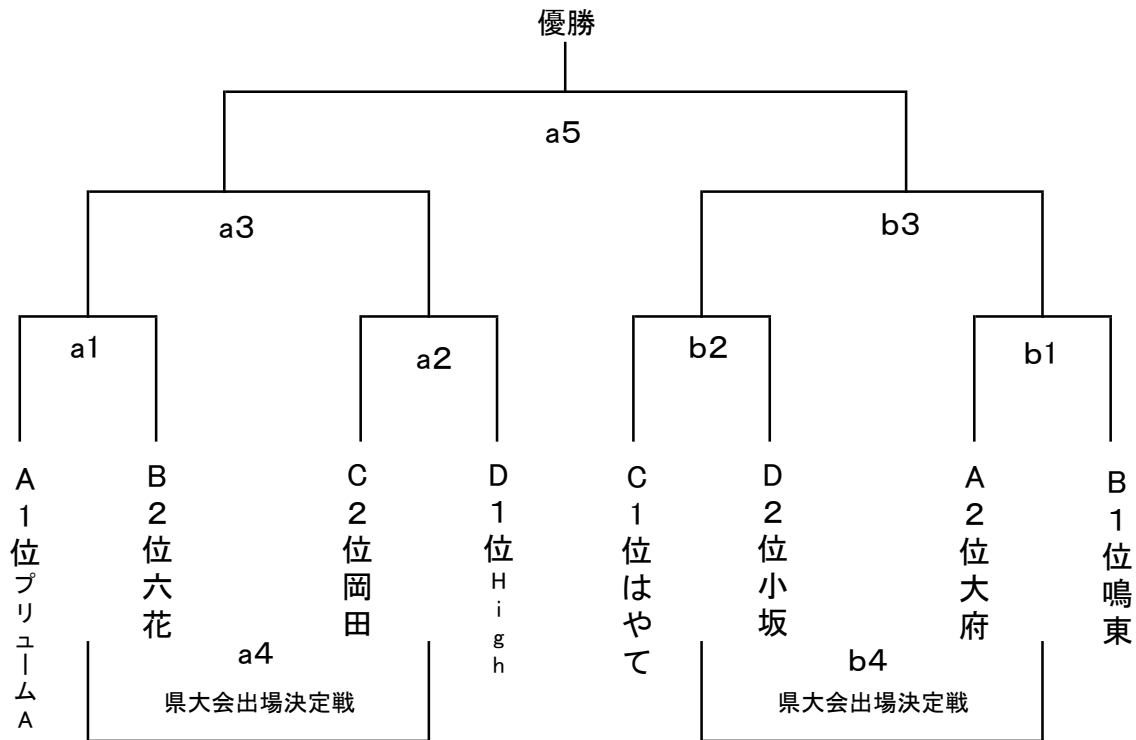 優勝
a5
a3
b3
a1
a2
b2
b1
A1位プリュームA
B2位六花
C2位岡田
D1位High
C1位はやて
D2位小坂
A2位大府
B1位鳴東
a4
県大会出場決定戦
b4
県大会出場決定戦